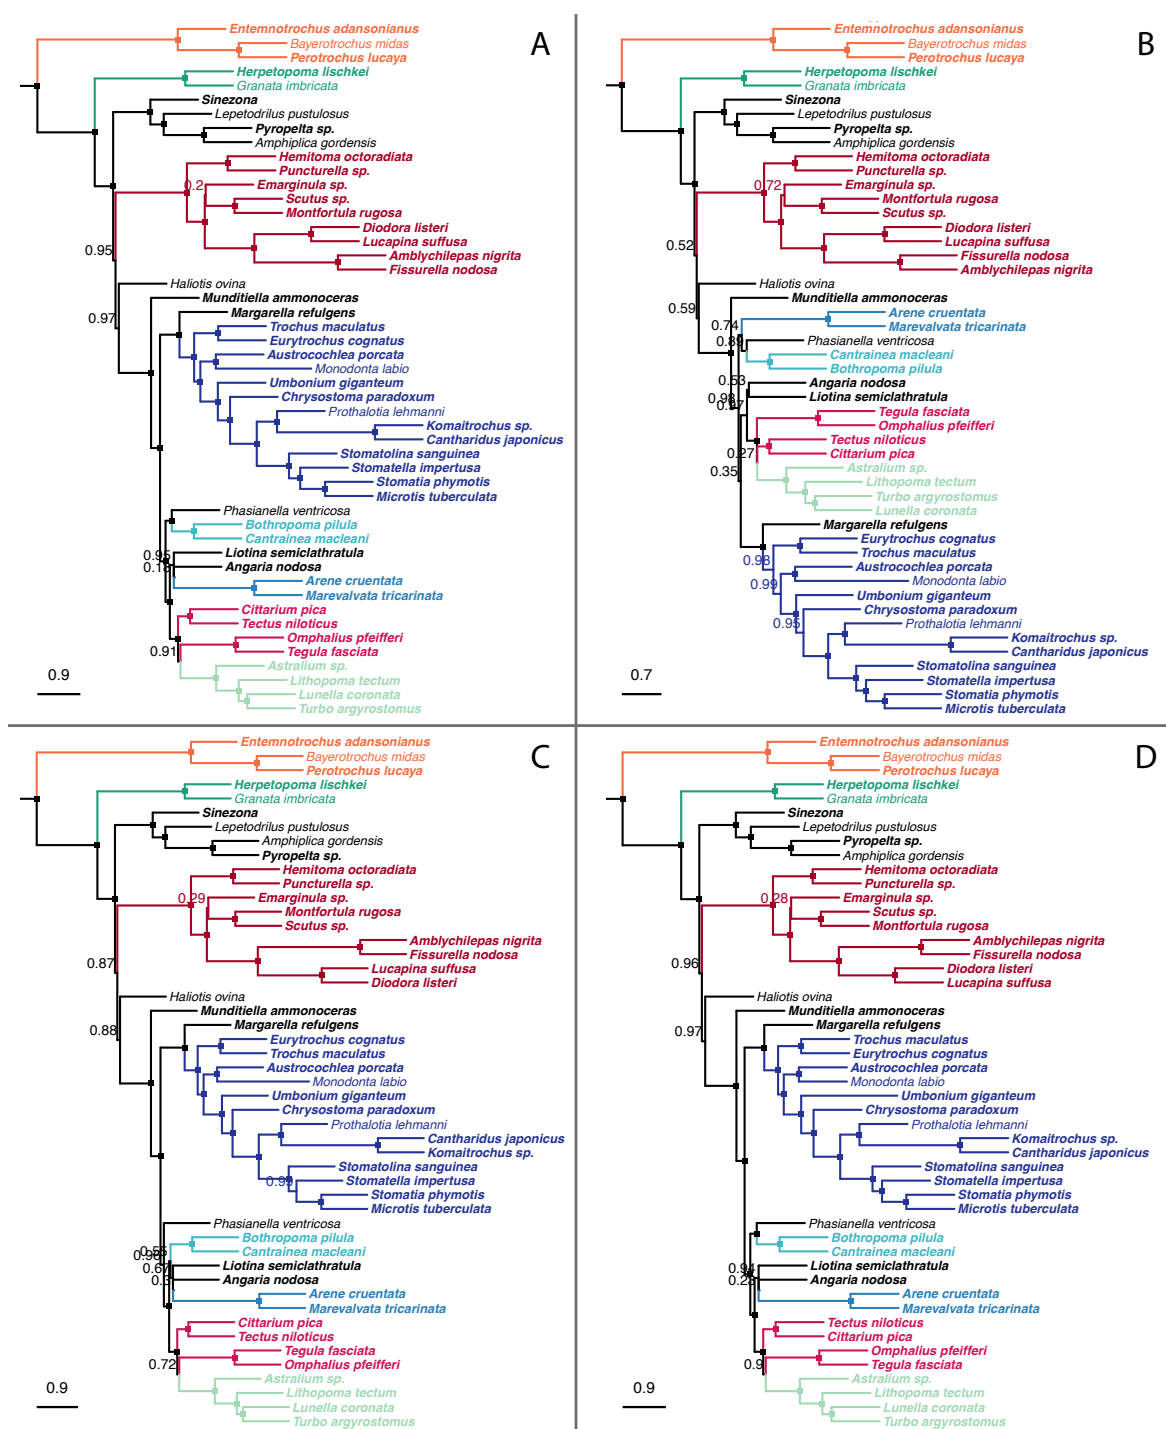 A
Entemnotrochus adansonianus
Bayerotrochus midas
Perotrochus lucaya
Herpetopoma lischkei
Granata imbricata
Sinezona
Lepetodrilus pustulosus
Pyropelta sp.
Amphiplica gordensis
Hemitoma octoradiata
Puncturella sp.
0.2
Emarginula sp.
Scutus sp.
Montfortula rugosa
Diodora listeri
Lucapina suffusa
0.95
Amblychilepas nigrita
Fissurella nodosa
Haliotis ovina
Munditiella ammonoceras
Margarella refulgens
0.97
Trochus maculatus
Eurytrochus cognatus
Austrocochlea porcata
Monodonta labio
Umbonium giganteum
Chrysostoma paradoxum
Prothalotia lehmanni
Komaitrochus sp.
Cantharidus japonicus
Stomatolina sanguinea
Stomatella impertusa
Stomatia phymotis
Microtis tuberculata
Phasianella ventricosa
Bothropoma pilula
Cantrainea macleani
0.95
Liotina semiclathratula
Angaria nodosa
Arene cruentata
Marevalvata tricarinata
Cittarium pica
Tectus niloticus
Omphalius pfeifferi
0.91
Tegula fasciata
Astralium sp.
Lithopoma tectum
Lunella coronata
Turbo argyrostomus
0.9
B
Entemnotrochus adansonianus
Bayerotrochus midas
Perotrochus lucaya
Herpetopoma lischkei
Granata imbricata
Sinezona
Lepetodrilus pustulosus
Pyropelta sp.
Amphiplica gordensis
Hemitoma octoradiata
Puncturella sp.
0.72
Emarginula sp.
Montfortula rugosa
Scutus sp.
Diodora listeri
Lucapina suffusa
0.52
Fissurella nodosa
Amblychilepas nigrita
Haliotis ovina
Munditiella ammonoceras
0.59
Arene cruentata
0.74
Marevalvata tricarinata
Phasianella ventricosa
Cantrainea macleani
Bothropoma pilula
0.53
Angaria nodosa
Liotina semiclathratula
Tegula fasciata
Omphalius pfeifferi
Tectus niloticus
0.27
Cittarium pica
0.35
Astralium sp.
Lithopoma tectum
Turbo argyrostomus
Lunella coronata
Margarella refulgens
Eurytrochus cognatus
Trochus maculatus
0.98
Austrocochlea porcata
0.99
Monodonta labio
Umbonium giganteum
Chrysostoma paradoxum
0.95
Prothalotia lehmanni
Komaitrochus sp.
Cantharidus japonicus
Stomatolina sanguinea
Stomatella impertusa
Stomatia phymotis
Microtis tuberculata
0.7
C
Entemnotrochus adansonianus
Bayerotrochus midas
Perotrochus lucaya
Herpetopoma lischkei
Granata imbricata
Sinezona
Lepetodrilus pustulosus
Amphiplica gordensis
Pyropelta sp.
Hemitoma octoradiata
Puncturella sp.
0.29
Emarginula sp.
Montfortula rugosa
Scutus sp.
Amblychilepas nigrita
Fissurella nodosa
0.87
Lucapina suffusa
Diodora listeri
Haliotis ovina
Munditiella ammonoceras
Margarella refulgens
0.88
Eurytrochus cognatus
Trochus maculatus
Austrocochlea porcata
Monodonta labio
Umbonium giganteum
Chrysostoma paradoxum
Prothalotia lehmanni
Cantharidus japonicus
Komaitrochus sp.
Stomatolina sanguinea
0.99
Stomatella impertusa
Stomatia phymotis
Microtis tuberculata
Phasianella ventricosa
Bothropoma pilula
Cantrainea macleani
Liotina semiclathratula
Angaria nodosa
Arene cruentata
Marevalvata tricarinata
Cittarium pica
Tectus niloticus
Tegula fasciata
0.72
Omphalius pfeifferi
Astralium sp.
Lithopoma tectum
Lunella coronata
Turbo argyrostomus
0.9
D
Entemnotrochus adansonianus
Bayerotrochus midas
Perotrochus lucaya
Herpetopoma lischkei
Granata imbricata
Sinezona
Lepetodrilus pustulosus
Pyropelta sp.
Amphiplica gordensis
Hemitoma octoradiata
Puncturella sp.
0.28
Emarginula sp.
Scutus sp.
Montfortula rugosa
Amblychilepas nigrita
Fissurella nodosa
0.96
Diodora listeri
Lucapina suffusa
Haliotis ovina
Munditiella ammonoceras
Margarella refulgens
0.97
Trochus maculatus
Eurytrochus cognatus
Austrocochlea porcata
Monodonta labio
Umbonium giganteum
Chrysostoma paradoxum
Prothalotia lehmanni
Komaitrochus sp.
Cantharidus japonicus
Stomatolina sanguinea
Stomatella impertusa
Stomatia phymotis
Microtis tuberculata
Phasianella ventricosa
Bothropoma pilula
Cantrainea macleani
Liotina semiclathratula
Angaria nodosa
Arene cruentata
Marevalvata tricarinata
Tectus niloticus
Cittarium pica
Omphalius pfeifferi
0.9
Tegula fasciata
Astralium sp.
Lithopoma tectum
Lunella coronata
Turbo argyrostomus
0.9